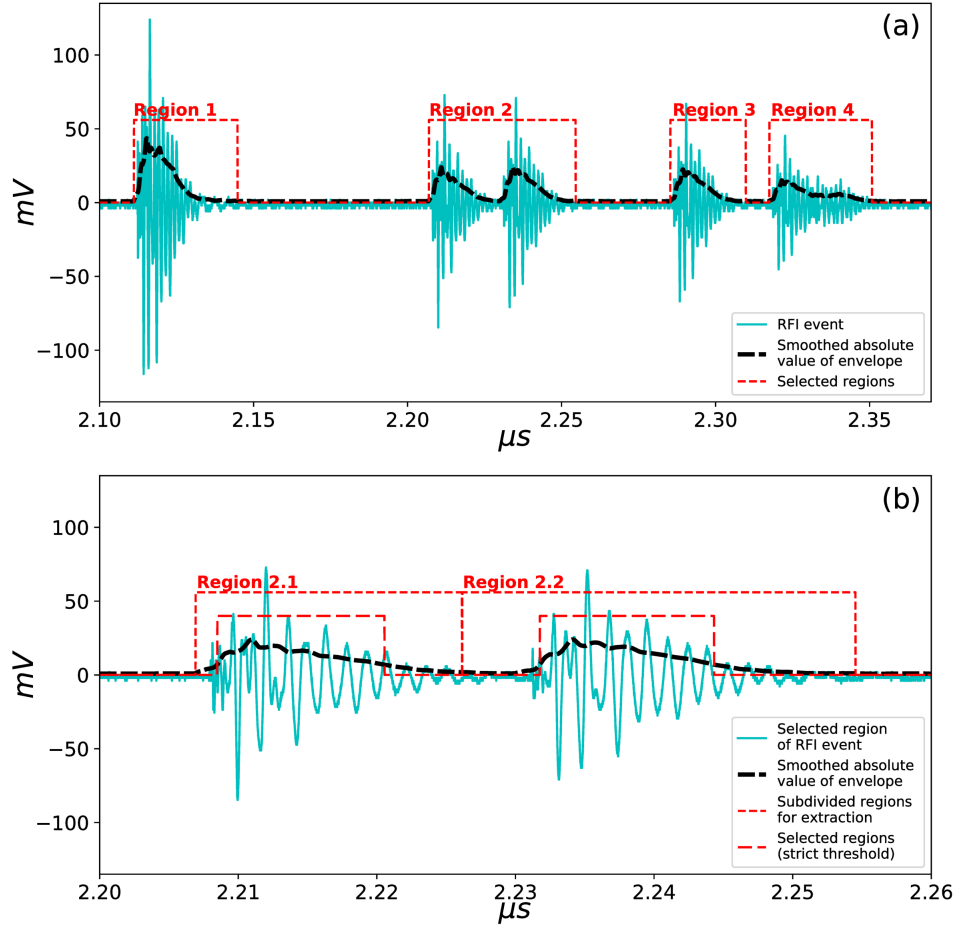 (a)
Region 1
Region 2
Region 3
Region 4
mV
100
50
0
−50
−100
RFI event
Smoothed absolute
value of envelope
Selected regions
2.10
2.15
2.20
2.25
2.30
2.35
μs
(b)
Region 2.1
Region 2.2
mV
100
50
0
−50
−100
Selected region
of RFI event
Smoothed absolute
value of envelope
Subdivided regions
for extraction
Selected regions
(strict threshold)
2.20
2.21
2.22
2.23
2.24
2.25
2.26
μs